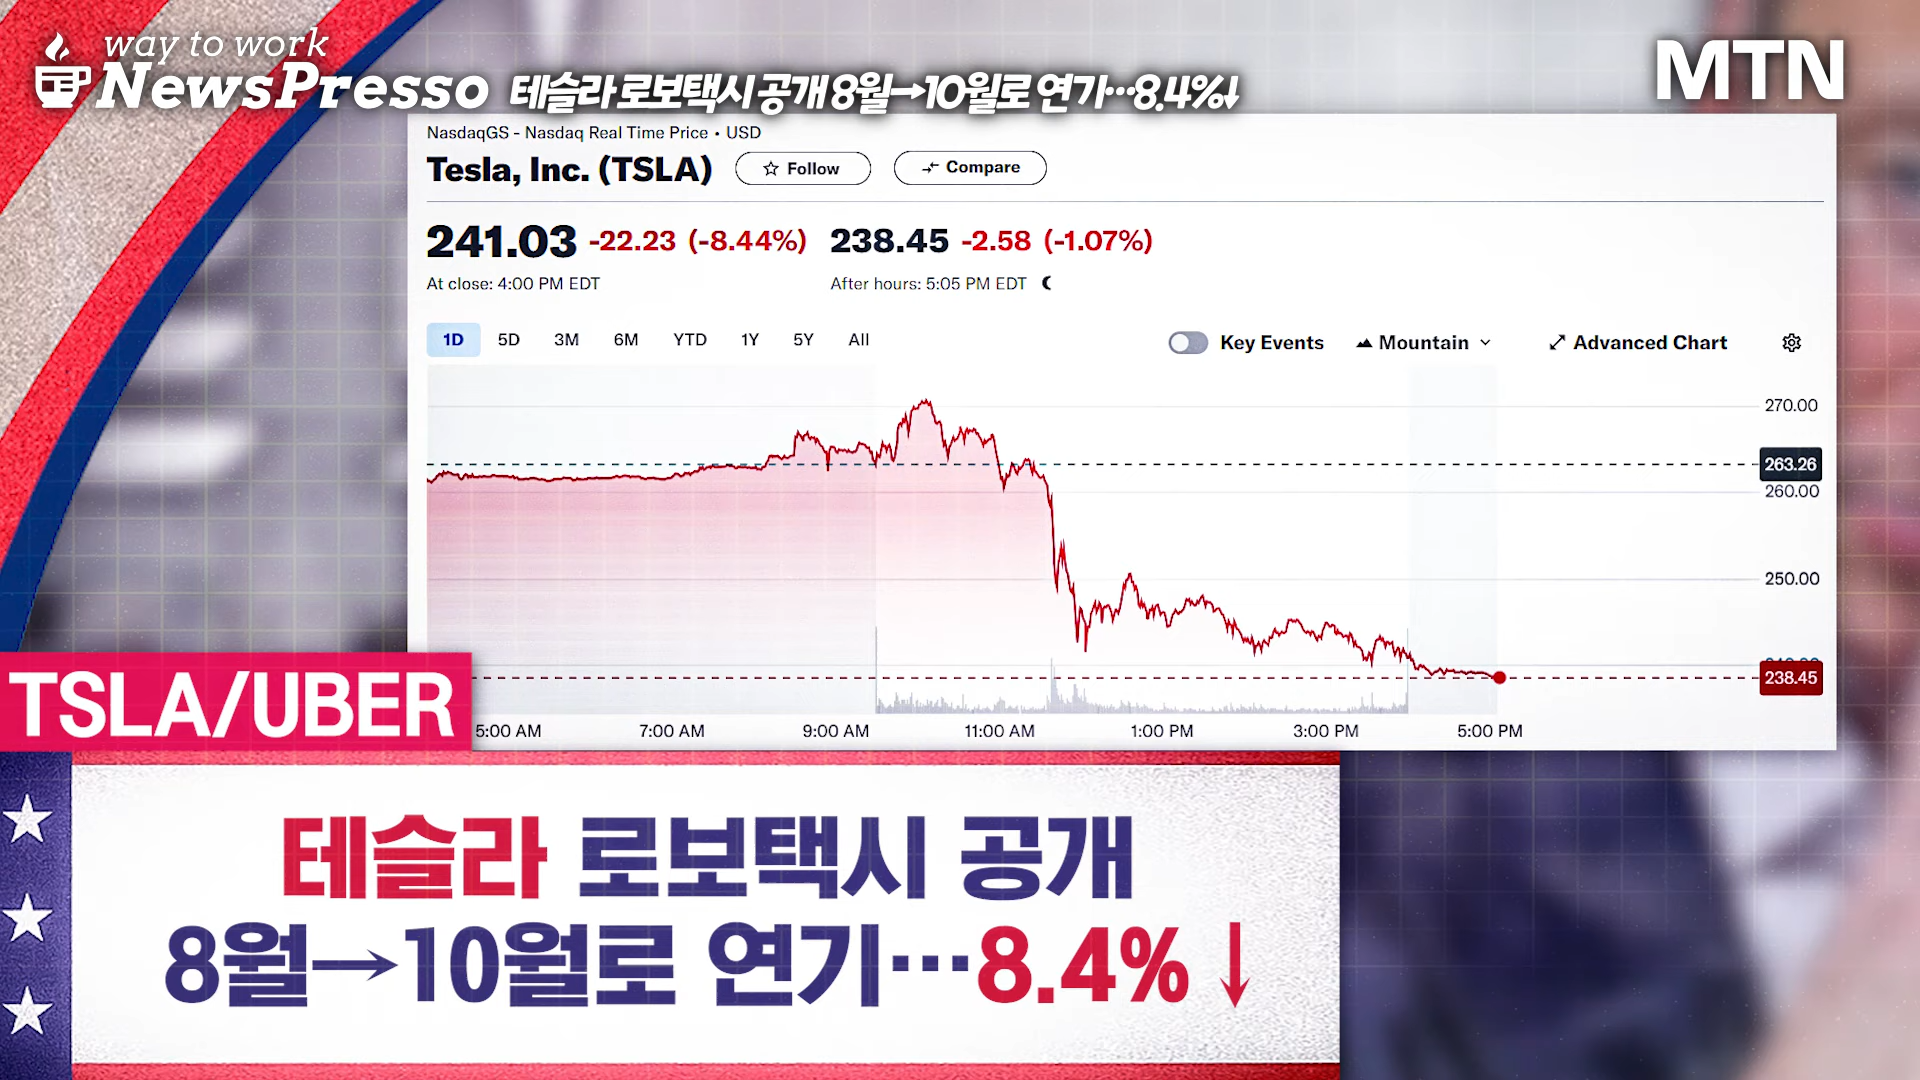 way to work
NewsPresso 테슬라 로보택시 공개 8월→10월로 연기…8.4%↓
MTN
NasdaqGS - Nasdaq Real Time Price • USD
Tesla, Inc. (TSLA) Follow Compare
241.03 -22.23 (-8.44%) 238.45 -2.58 (-1.07%)
At close: 4:00 PM EDT After hours: 5:05 PM EDT
1D 5D 3M 6M YTD 1Y 5Y All Key Events Mountain Advanced Chart
270.00
263.26
260.00
250.00
238.45
5:00 AM 7:00 AM 9:00 AM 11:00 AM 1:00 PM 3:00 PM 5:00 PM
TSLA/UBER
테슬라 로보택시 공개
8월→10월로 연기…8.4%↓